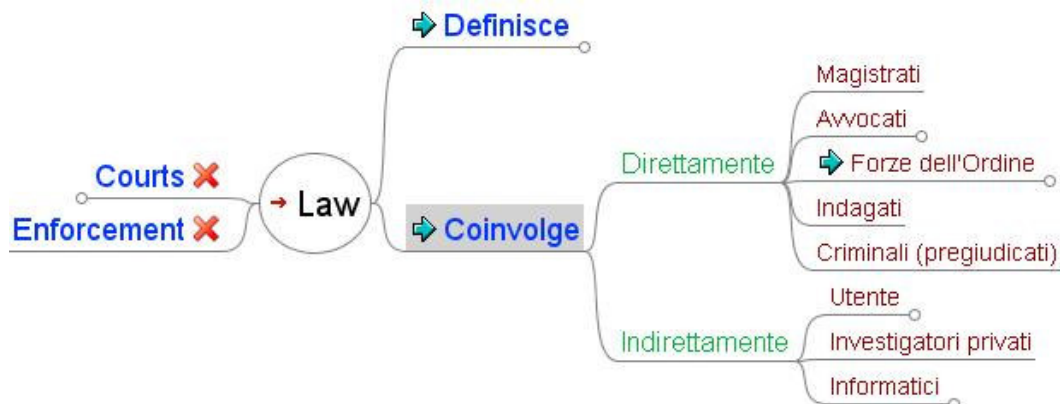 Definisce
Magistrati
Avvocati
Direttamente
Forze dell'Ordine
Courts
Law
Indagati
Enforcement
Coinvolge
Criminali (pregiudicati)
Utente
Indirettamente
Investigatori privati
Informatici